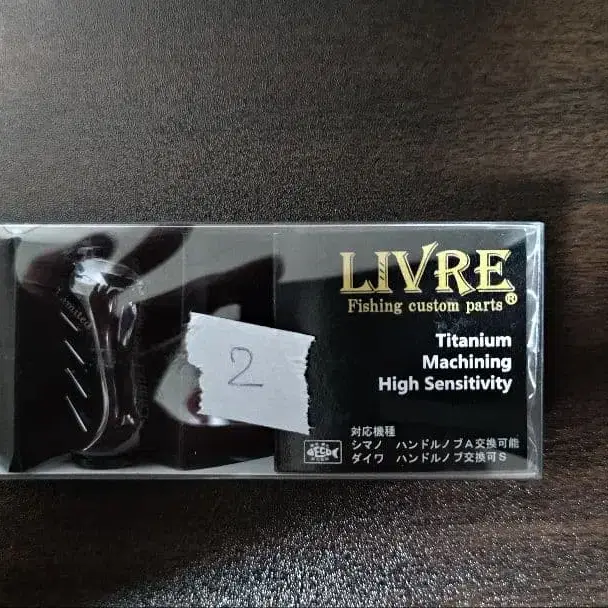 LIVRE®
Fishing custom parts
Titanium
Machining
High Sensitivity
2
対応機種
シマノ ハンドルノブA交換可能
ダイワ ハンドルノブ交換可S